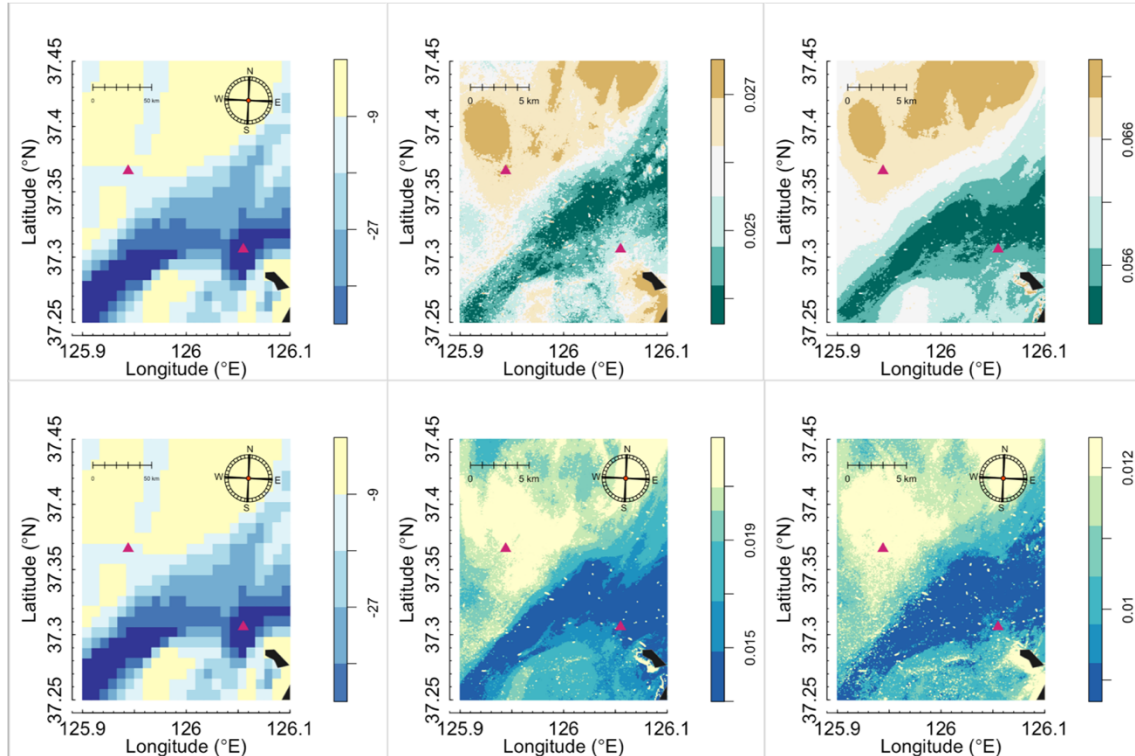 37.45
37.4
37.35
37.3
37.25
Latitude (°N)
0 50 km
N
W E
S
-9
-27
125.9 126 126.1
Longitude (°E)
37.45
37.4
37.35
37.3
37.25
Latitude (°N)
0 5 km
0.027
0.025
125.9 126 126.1
Longitude (°E)
37.45
37.4
37.35
37.3
37.25
Latitude (°N)
0 5 km
0.066
0.056
125.9 126 126.1
Longitude (°E)
37.45
37.4
37.35
37.3
37.25
Latitude (°N)
0 50 km
N
W E
S
-9
-27
125.9 126 126.1
Longitude (°E)
37.45
37.4
37.35
37.3
37.25
Latitude (°N)
0 5 km
N
W E
S
0.019
0.015
125.9 126 126.1
Longitude (°E)
37.45
37.4
37.35
37.3
37.25
Latitude (°N)
0 5 km
N
W E
S
0.012
0.01
125.9 126 126.1
Longitude (°E)